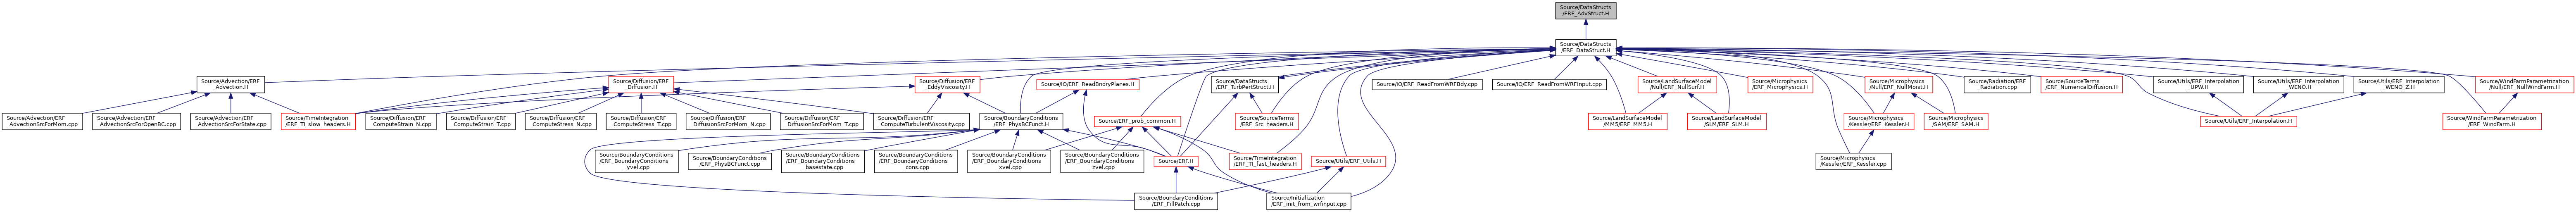 Source/DataStructs
/ERF_AdvStruct.H
Source/DataStructs
/ERF_DataStruct.H
Source/Advection/ERF
_Advection.H
Source/Diffusion/ERF
_Diffusion.H
Source/Diffusion/ERF
_EddyViscosity.H
Source/IO/ERF_ReadBndryPlanes.H
Source/DataStructs
/ERF_TurbPertStruct.H
Source/IO/ERF_ReadFromWRFBdy.cpp
Source/IO/ERF_ReadFromWRFInput.cpp
Source/LandSurfaceModel
/Null/ERF_NullSurf.H
Source/Microphysics
/ERF_Microphysics.H
Source/Microphysics
/Null/ERF_NullMoist.H
Source/Radiation/ERF
_Radiation.cpp
Source/SourceTerms
/ERF_NumericalDiffusion.H
Source/Utils/ERF_Interpolation
_UPW.H
Source/Utils/ERF_Interpolation
_WENO.H
Source/Utils/ERF_Interpolation
_WENO_Z.H
Source/WindFarmParametrization
/Null/ERF_NullWindFarm.H
Source/Advection/ERF
_AdvectionSrcForMom.cpp
Source/Advection/ERF
_AdvectionSrcForOpenBC.cpp
Source/Advection/ERF
_AdvectionSrcForState.cpp
Source/TimeIntegration
/ERF_TI_slow_headers.H
Source/Diffusion/ERF
_ComputeStrain_N.cpp
Source/Diffusion/ERF
_ComputeStrain_T.cpp
Source/Diffusion/ERF
_ComputeStress_N.cpp
Source/Diffusion/ERF
_ComputeStress_T.cpp
Source/Diffusion/ERF
_DiffusionSrcForMom_N.cpp
Source/Diffusion/ERF
_DiffusionSrcForMom_T.cpp
Source/Diffusion/ERF
_ComputeTurbulentViscosity.cpp
Source/BoundaryConditions
/ERF_PhysBCFunct.H
Source/ERF_prob_common.H
Source/SourceTerms
/ERF_Src_headers.H
Source/LandSurfaceModel
/MM5/ERF_MM5.H
Source/LandSurfaceModel
/SLM/ERF_SLM.H
Source/Microphysics
/Kessler/ERF_Kessler.H
Source/Microphysics
/SAM/ERF_SAM.H
Source/Utils/ERF_Interpolation.H
Source/WindFarmParametrization
/ERF_WindFarm.H
Source/BoundaryConditions
/ERF_BoundaryConditions
_yvel.cpp
Source/BoundaryConditions
/ERF_PhysBCFunct.cpp
Source/BoundaryConditions
/ERF_BoundaryConditions
_basestate.cpp
Source/BoundaryConditions
/ERF_BoundaryConditions
_cons.cpp
Source/BoundaryConditions
/ERF_BoundaryConditions
_xvel.cpp
Source/BoundaryConditions
/ERF_BoundaryConditions
_zvel.cpp
Source/ERF.H
Source/TimeIntegration
/ERF_TI_fast_headers.H
Source/Utils/ERF_Utils.H
Source/Microphysics
/Kessler/ERF_Kessler.cpp
Source/BoundaryConditions
/ERF_FillPatch.cpp
Source/Initialization
/ERF_init_from_wrfinput.cpp